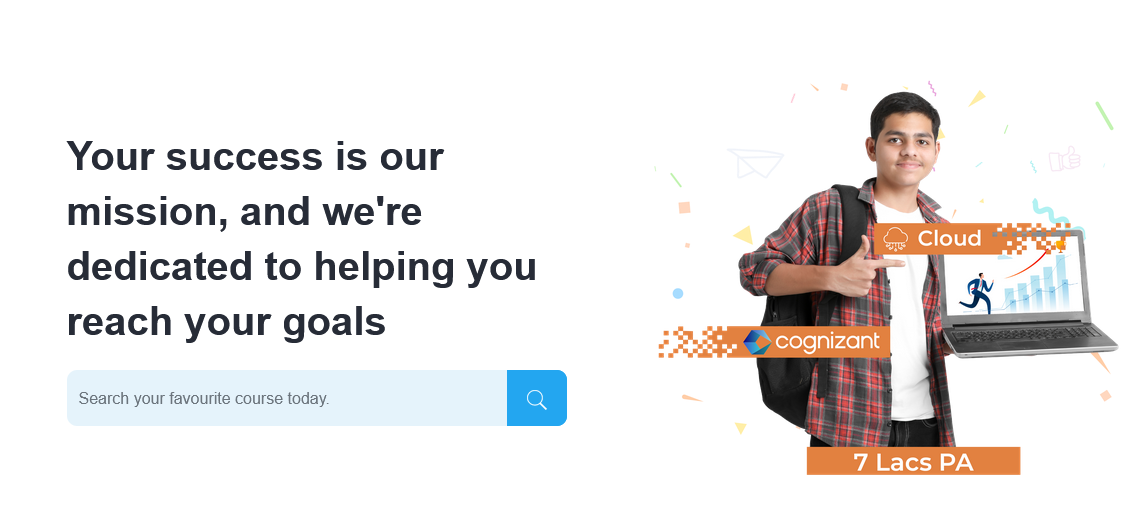 Your success is our
mission, and we're
dedicated to helping you
reach your goals
Search your favourite course today.
Cloud
cognizant
7 Lacs PA